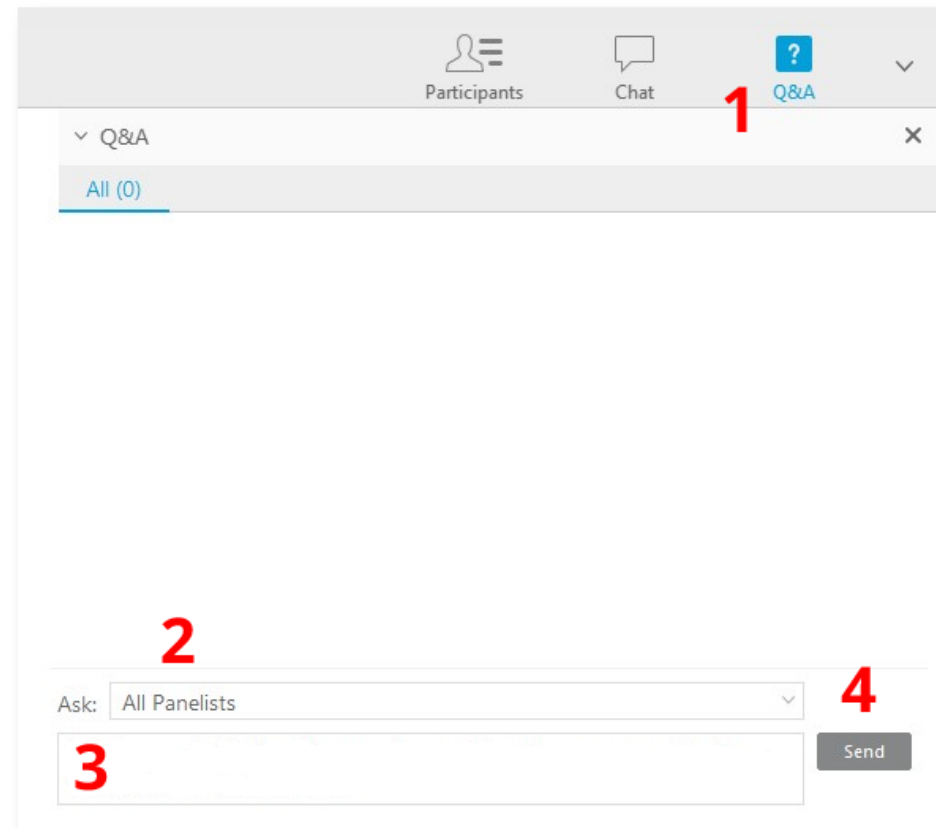 ?
Participants Chat Q&A
1
Q&A
All (0)
2
Ask: All Panelists
4
3
Send